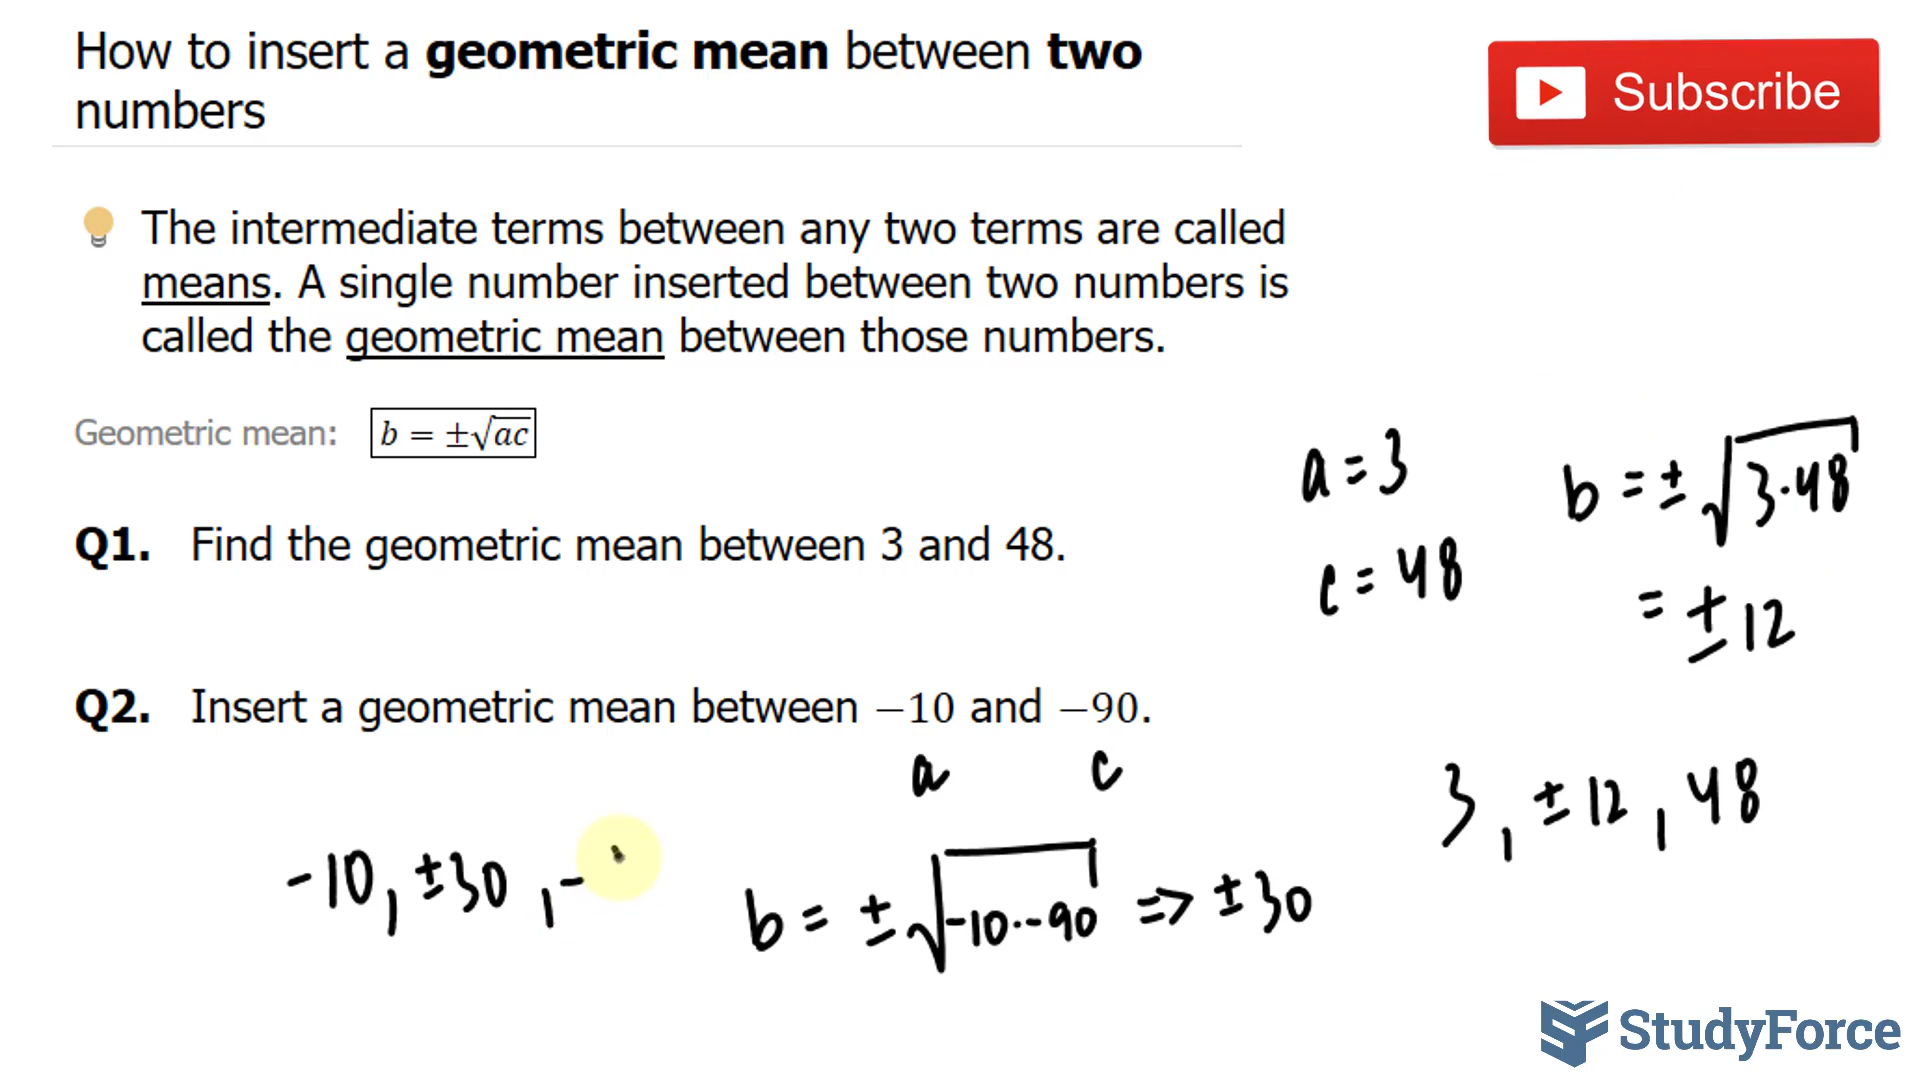 How to insert a geometric mean between two
numbers
Subscribe
The intermediate terms between any two terms are called
means. A single number inserted between two numbers is
called the geometric mean between those numbers.
Geometric mean: b = ±√ac
a = 3
b = ± √3·48
Q1. Find the geometric mean between 3 and 48.
c = 48
= ± 12
Q2. Insert a geometric mean between −10 and −90.
a c
3 , ± 12 , 48
-10, ±30 , -
b = ± √-10·-90 => ±30
StudyForce